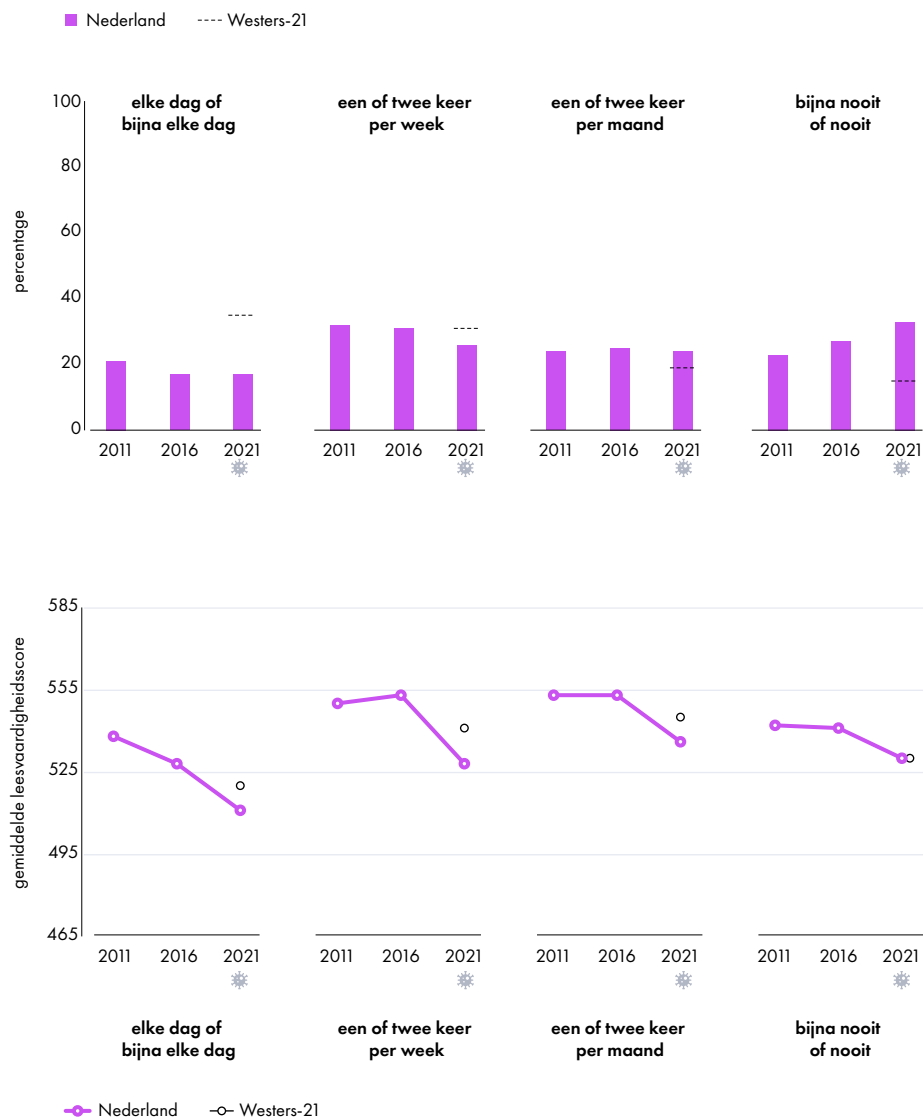 Nederland Westers-21
elke dag of
bijna elke dag
een of twee keer
per week
een of twee keer
per maand
bijna nooit
of nooit
percentage
100
80
60
40
20
0
2011 2016 2021
2011 2016 2021
2011 2016 2021
2011 2016 2021
gemiddelde leesvaardigheidsscore
585
555
525
495
465
2011 2016 2021
2011 2016 2021
2011 2016 2021
2011 2016 2021
elke dag of
bijna elke dag
een of twee keer
per week
een of twee keer
per maand
bijna nooit
of nooit
Nederland Westers-21